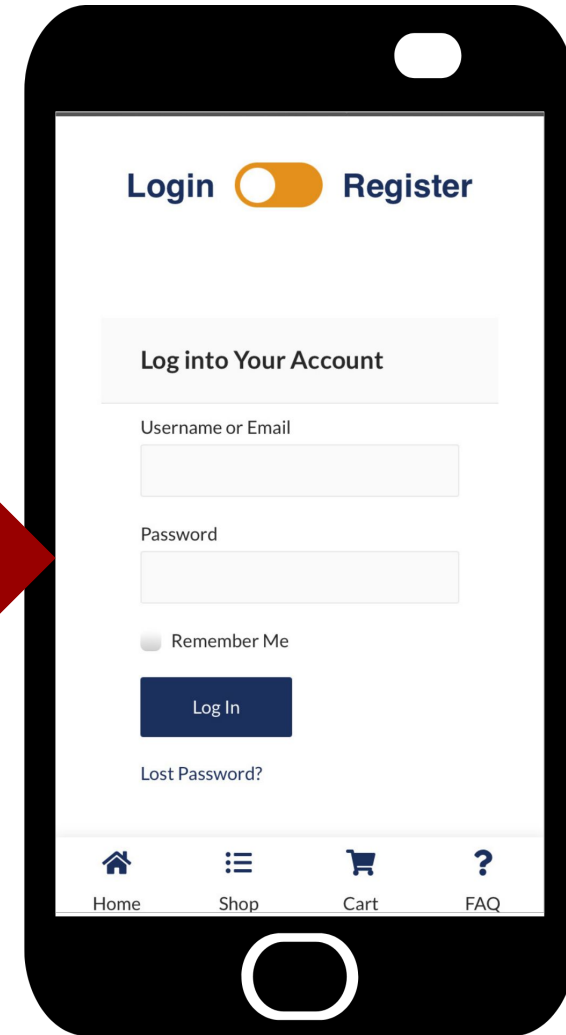 Login Register
Log into Your Account
Username or Email
Password
Remember Me
Log In
Lost Password?
Home Shop Cart FAQ